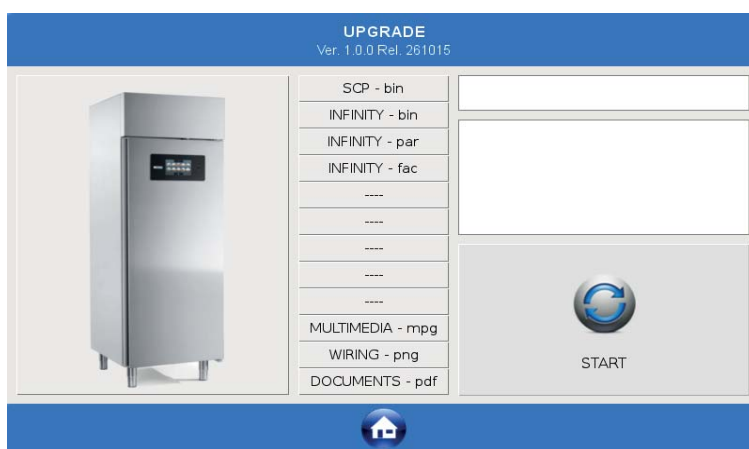 UPGRADE
Ver. 1.0.0 Rel. 261015
SCP - bin
INFINITY - bin
INFINITY - par
INFINITY - fac
----
----
----
----
----
MULTIMEDIA - mpg
WIRING - png
DOCUMENTS - pdf
START